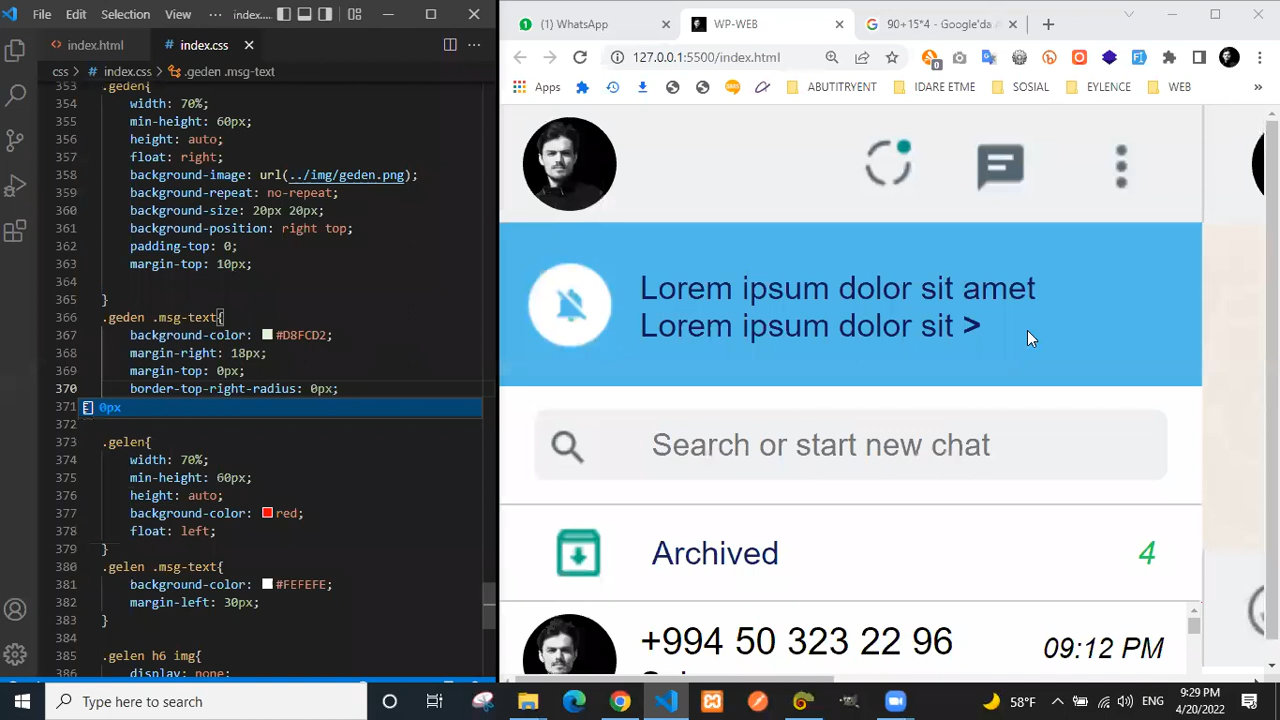 File Edit Selection View ··· index....
index.html index.css
css > index.css > .geden .msg-text
353 .geden{
354 width: 70%;
355 min-height: 60px;
356 height: auto;
357 float: right;
358 background-image: url(../img/geden.png);
359 background-repeat: no-repeat;
360 background-size: 20px 20px;
361 background-position: right top;
362 padding-top: 0;
363 margin-top: 10px;
364
365 }
366 .geden .msg-text{
367 background-color: #D8FCD2;
368 margin-right: 18px;
369 margin-top: 0px;
370 border-top-right-radius: 0px;
371 0px
372
373 .gelen{
374 width: 70%;
375 min-height: 60px;
376 height: auto;
377 background-color: red;
378 float: left;
379 }
380 .gelen .msg-text{
381 background-color: #FEFEFE;
382 margin-left: 30px;
383 }
384
385 .gelen h6 img{
386 display: none;
(1) WhatsApp WP-WEB 90+15*4 - Google'da A
127.0.0.1:5500/index.html
Apps ABUTITRYENT IDARE ETME SOSIAL EYLENCE WEB »
Lorem ipsum dolor sit amet
Lorem ipsum dolor sit >
Search or start new chat
Archived 4
+994 50 323 22 96 09:12 PM
Type here to search
58°F ENG 9:29 PM
4/20/2022